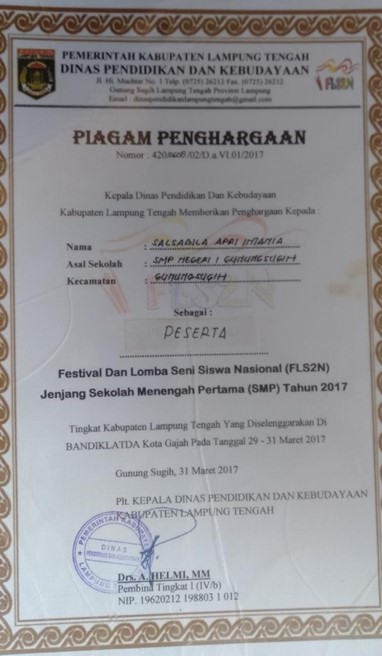 PEMERINTAH KABUPATEN LAMPUNG TENGAH
DINAS PENDIDIKAN DAN KEBUDAYAAN
Jl. Hi. Muchtar No. 1 Telp. (0725) 26212 Fax. (0725) 26212
Gunung Sugih Lampung Tengah Provinsi Lampung
Email : dinaspendidikanlampungtengah@gmail.com
FLS2N
PIAGAM PENGHARGAAN
Nomor : 420/ /02/D.a.VI.01/2017
Kepala Dinas Pendidikan Dan Kebudayaan
Kabupaten Lampung Tengah Memberikan Penghargaan Kepada :
Nama : SALSABILA APRI IMANIA
Asal Sekolah : SMP NEGERI 1 GUNUNGSUGIH
Kecamatan : GUNUNGSUGIH
FLS2N
Sebagai :
PESERTA
Festival Dan Lomba Seni Siswa Nasional (FLS2N)
Jenjang Sekolah Menengah Pertama (SMP) Tahun 2017
Tingkat Kabupaten Lampung Tengah Yang Diselenggarakan Di
BANDIKLATDA Kota Gajah Pada Tanggal 29 - 31 Maret 2017
Gunung Sugih, 31 Maret 2017
Plt. KEPALA DINAS PENDIDIKAN DAN KEBUDAYAAN
KABUPATEN LAMPUNG TENGAH
PEMERINTAH KABUPATEN
DINAS
LAMPUNG
Drs. A. HELMI, MM
Pembina Tingkat I (IV/b)
NIP. 19620212 198803 1 012